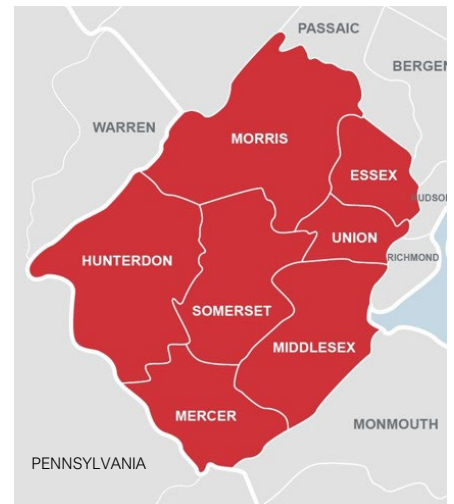 PASSAIC
BERGEN
WARREN
MORRIS
ESSEX
HUDSON
UNION
HUNTERDON
RICHMOND
SOMERSET
MIDDLESEX
MERCER
MONMOUTH
PENNSYLVANIA